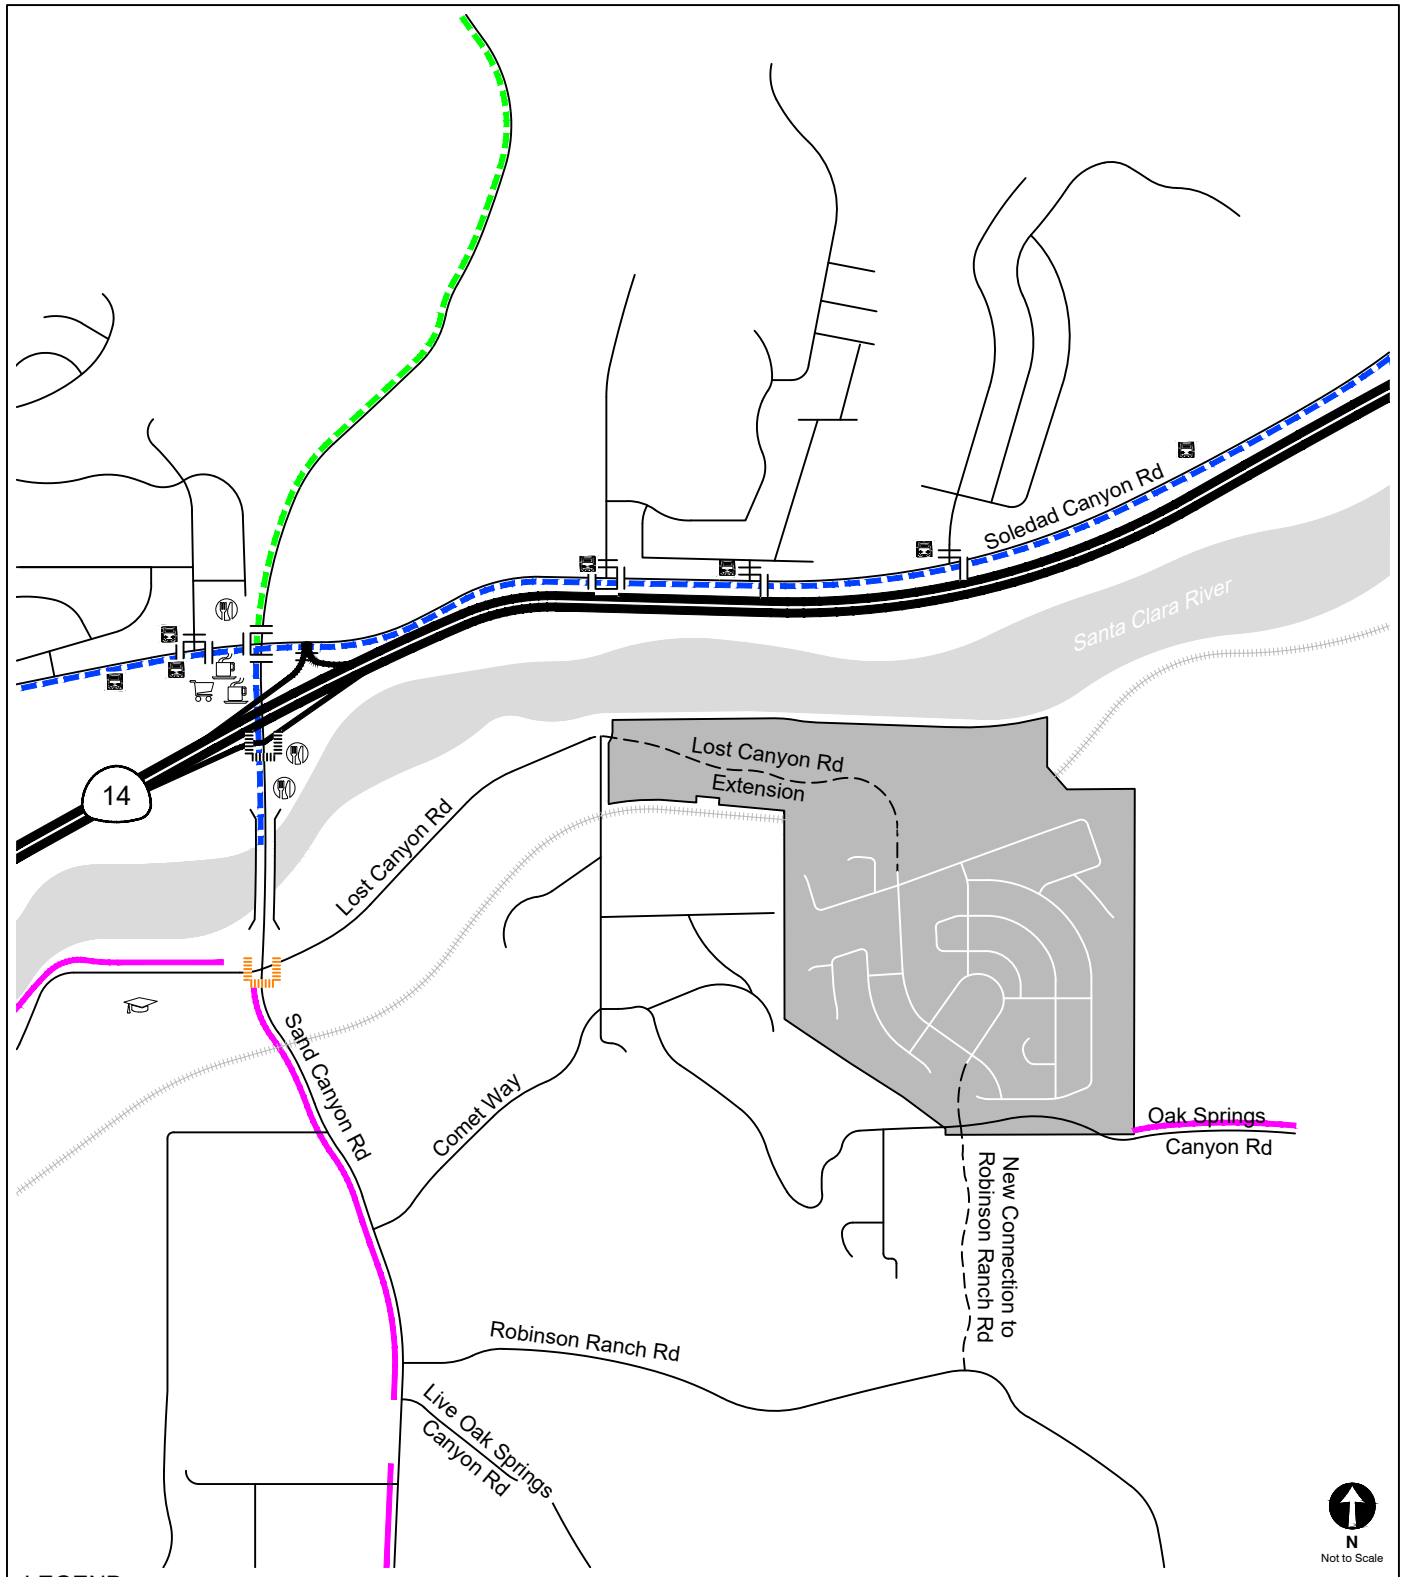 Soledad Canyon Rd
Santa Clara River
Lost Canyon Rd
Extension
14
Lost Canyon Rd
Sand Canyon Rd
Comet Way
Oak Springs
Canyon Rd
New Connection to
Robinson Ranch Rd
Robinson Ranch Rd
Live Oak Springs
Canyon Rd
N
Not to Scale
LEGEND